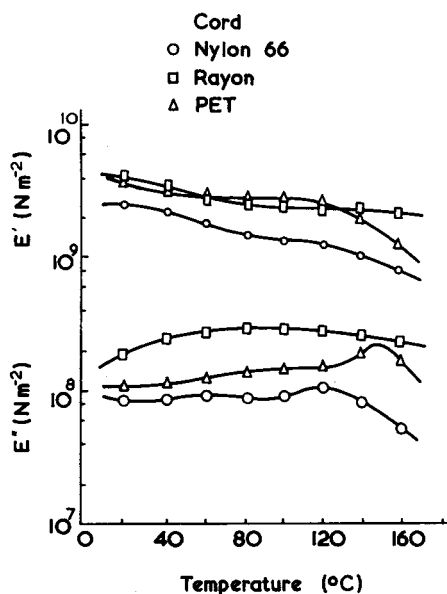 Cord
Nylon 66
Rayon
PET
10^10
E' (N m^-2)
10^9
10^8
E" (N m^-2)
10^7
0 40 80 120 160
Temperature (°C)